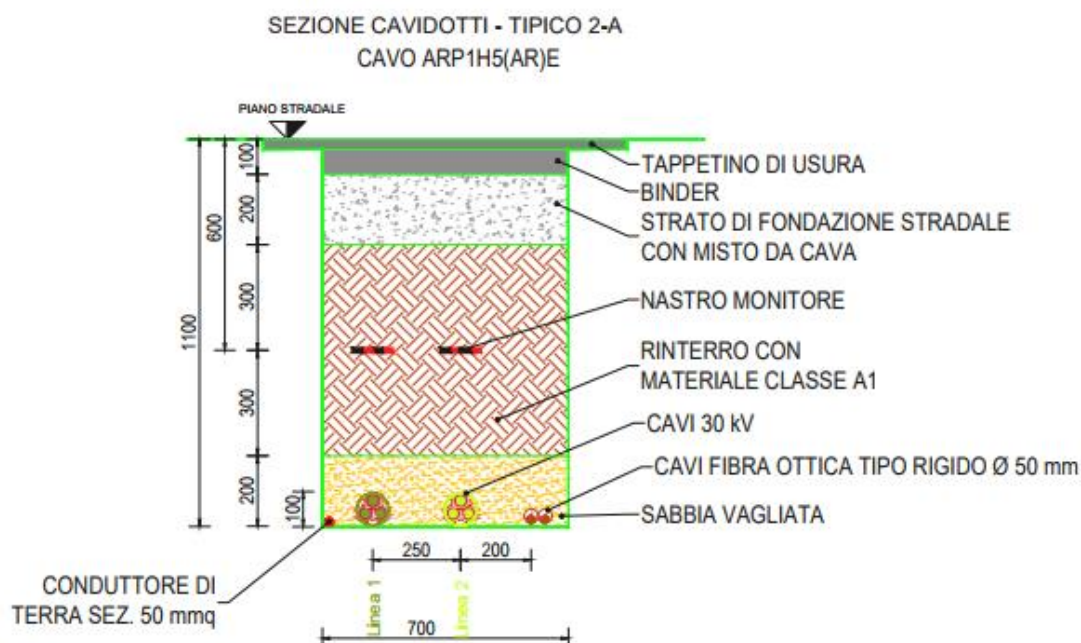 SEZIONE CAVIDOTTI - TIPICO 2-A
CAVO ARP1H5(AR)E
PIANO STRADALE
100
200
600
300
1100
300
200
100
TAPPETINO DI USURA
BINDER
STRATO DI FONDAZIONE STRADALE
CON MISTO DA CAVA
NASTRO MONITORE
RINTERRO CON
MATERIALE CLASSE A1
CAVI 30 kV
CAVI FIBRA OTTICA TIPO RIGIDO Ø 50 mm
SABBIA VAGLIATA
250
200
CONDUTTORE DI
TERRA SEZ. 50 mmq
Linea 1
Linea 2
700